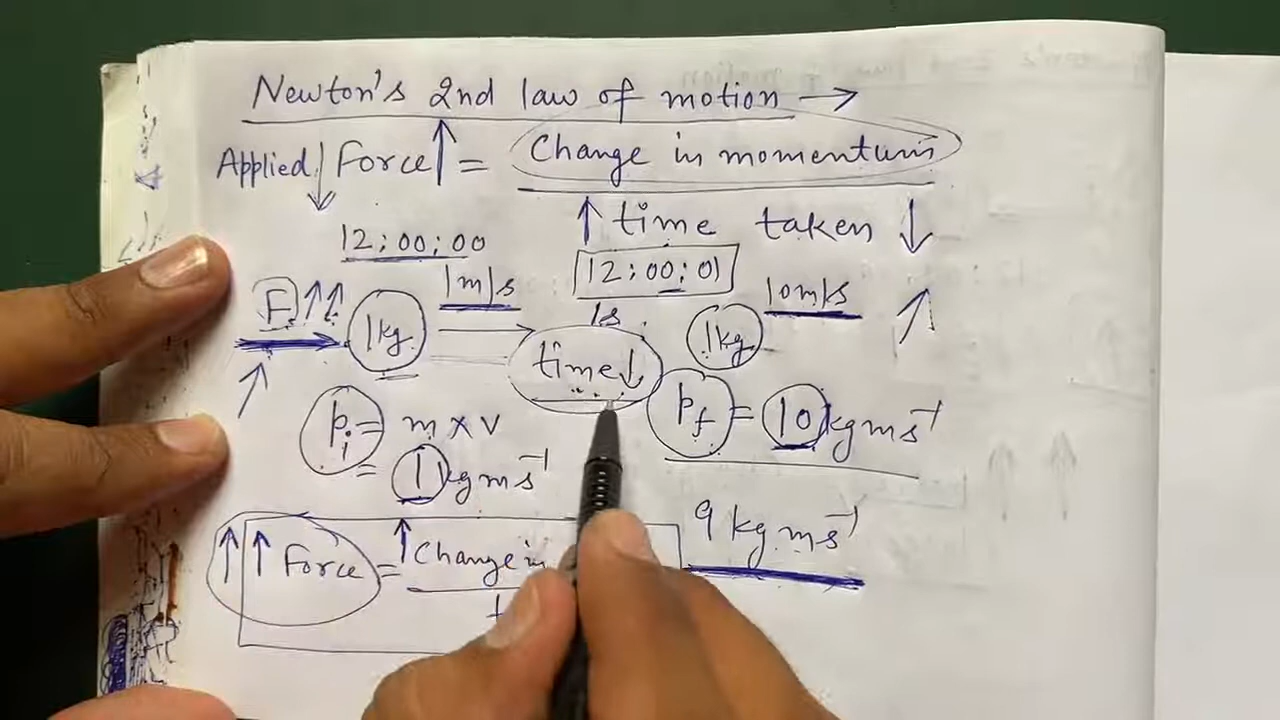 Newton's 2nd law of motion →
Applied ↓ Force ↑ = Change in momentum
↑ time taken ↓
12:00:00
12:00:01
F ↑↑ 1kg 1m/s 1s 1kg 10m/s
time↓
pi = m x v
= 1 kgms⁻¹
pf = 10 kgms⁻¹
9 kg ms⁻¹
↑↑ Force = ↑ Change in